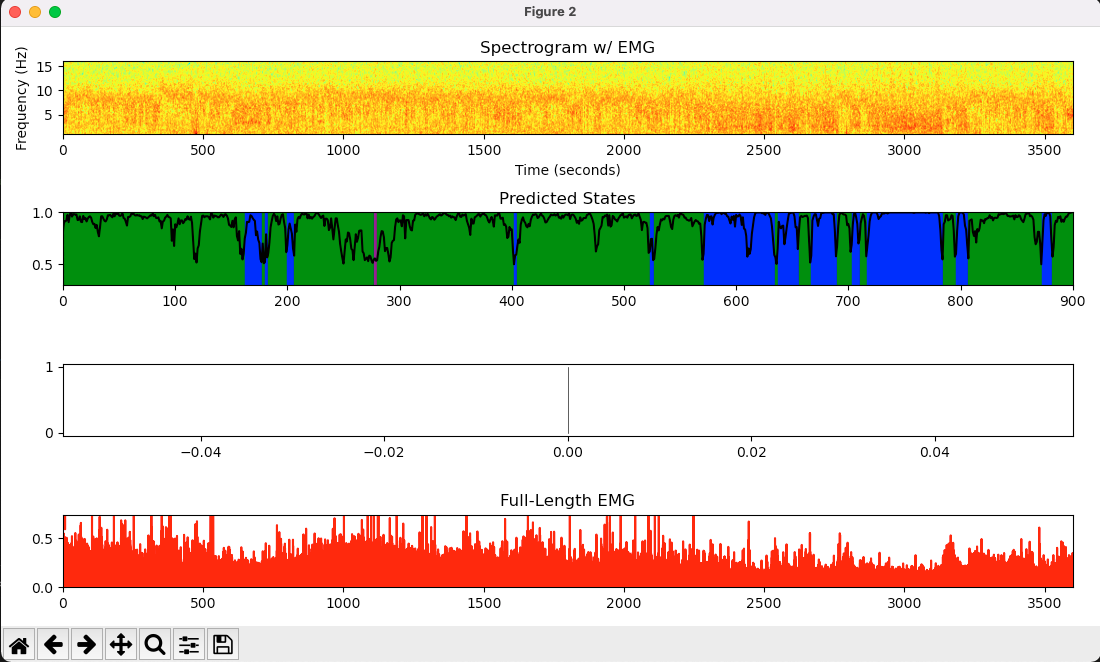 Figure 2
Spectrogram w/ EMG
Frequency (Hz)
15
10
5
0 500 1000 1500 2000 2500 3000 3500
Time (seconds)
Predicted States
1.0
0.5
0 100 200 300 400 500 600 700 800 900
1
0
−0.04 −0.02 0.00 0.02 0.04
Full-Length EMG
0.5
0.0
0 500 1000 1500 2000 2500 3000 3500